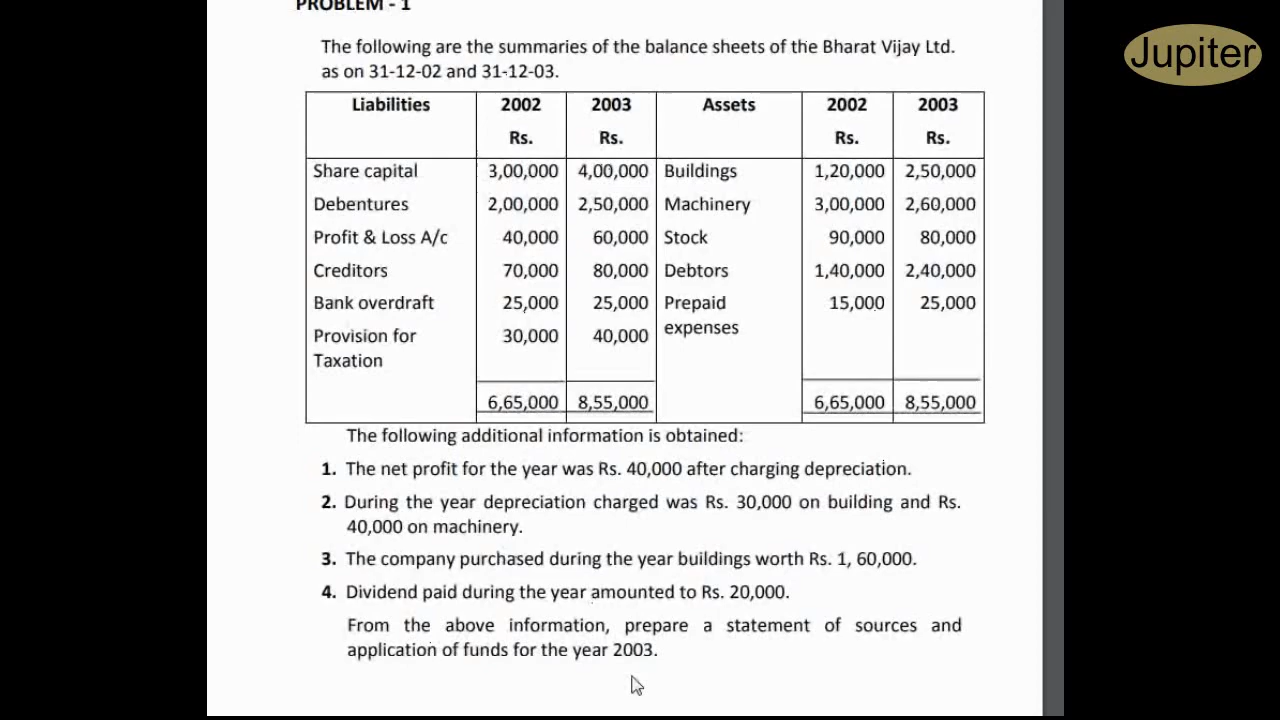 PROBLEM - 1
Jupiter
The following are the summaries of the balance sheets of the Bharat Vijay Ltd.
as on 31-12-02 and 31-12-03.
Liabilities 2002 2003 Assets 2002 2003
Rs. Rs. Rs. Rs.
Share capital 3,00,000 4,00,000 Buildings 1,20,000 2,50,000
Debentures 2,00,000 2,50,000 Machinery 3,00,000 2,60,000
Profit & Loss A/c 40,000 60,000 Stock 90,000 80,000
Creditors 70,000 80,000 Debtors 1,40,000 2,40,000
Bank overdraft 25,000 25,000 Prepaid 15,000 25,000
expenses
Provision for 30,000 40,000
Taxation
6,65,000 8,55,000 6,65,000 8,55,000
The following additional information is obtained:
1. The net profit for the year was Rs. 40,000 after charging depreciation.
2. During the year depreciation charged was Rs. 30,000 on building and Rs.
40,000 on machinery.
3. The company purchased during the year buildings worth Rs. 1, 60,000.
4. Dividend paid during the year amounted to Rs. 20,000.
From the above information, prepare a statement of sources and
application of funds for the year 2003.